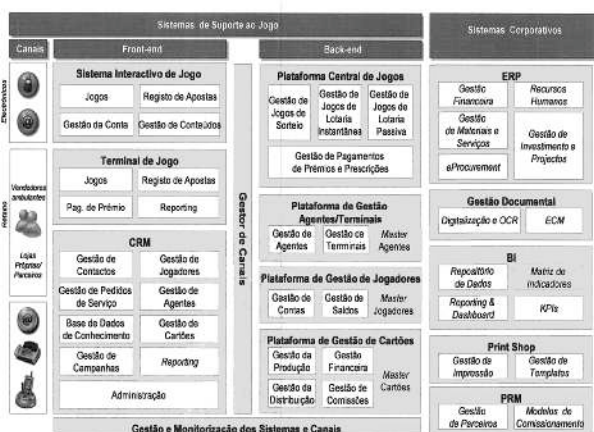 Sistemas de Suporte ao Jogo
Sistemas Corporativos
Canais
Front-end
Back-end
Electrónicos
Retalho
Vendedores
ambulantes
Lojas
Próprias/
Parceiros
Sistema Interactivo de Jogo
Jogos
Registo de Apostas
Gestão da Conta
Gestão de Conteúdos
Terminal de Jogo
Jogos
Registo de Apostas
Pag. de Prémio
Reporting
CRM
Gestão de
Contactos
Gestão de
Jogadores
Gestão de Pedidos
de Serviço
Gestão de
Agentes
Base de Dados
de Conhecimento
Gestão de
Cartões
Gestão de
Campanhas
Reporting
Administração
Gestor de Canais
Plataforma Central de Jogos
Gestão de
Jogos de
Sorteio
Gestão de
Jogos de
Lotaria
Instantânea
Gestão de
Jogos de
Lotaria
Passiva
Gestão de Pagamentos
de Prémios e Prescrições
Plataforma de Gestão
Agentes/Terminais
Gestão de
Agentes
Gestão de
Terminais
Master
Agentes
Plataforma de Gestão de Jogadores
Gestão de
Contas
Gestão de
Saldos
Master
Jogadores
Plataforma de Gestão de Cartões
Gestão da
Produção
Gestão
Financeira
Gestão da
Distribuição
Gestão de
Comissões
Master
Cartões
Gestão e Monitorização dos Sistemas e Canais
ERP
Gestão
Financeira
Recursos
Humanos
Gestão
de Materiais e
Serviços
Gestão de
Investimento e
Projectos
eProcurement
Gestão Documental
Digitalização e OCR
ECM
BI
Repositório
de Dados
Matriz de
Indicadores
Reporting &
Dashboard
KPIs
Print Shop
Gestão da
Impressão
Gestão de
Templates
PRM
Gestão
de Parceiros
Modelos de
Comissionamento